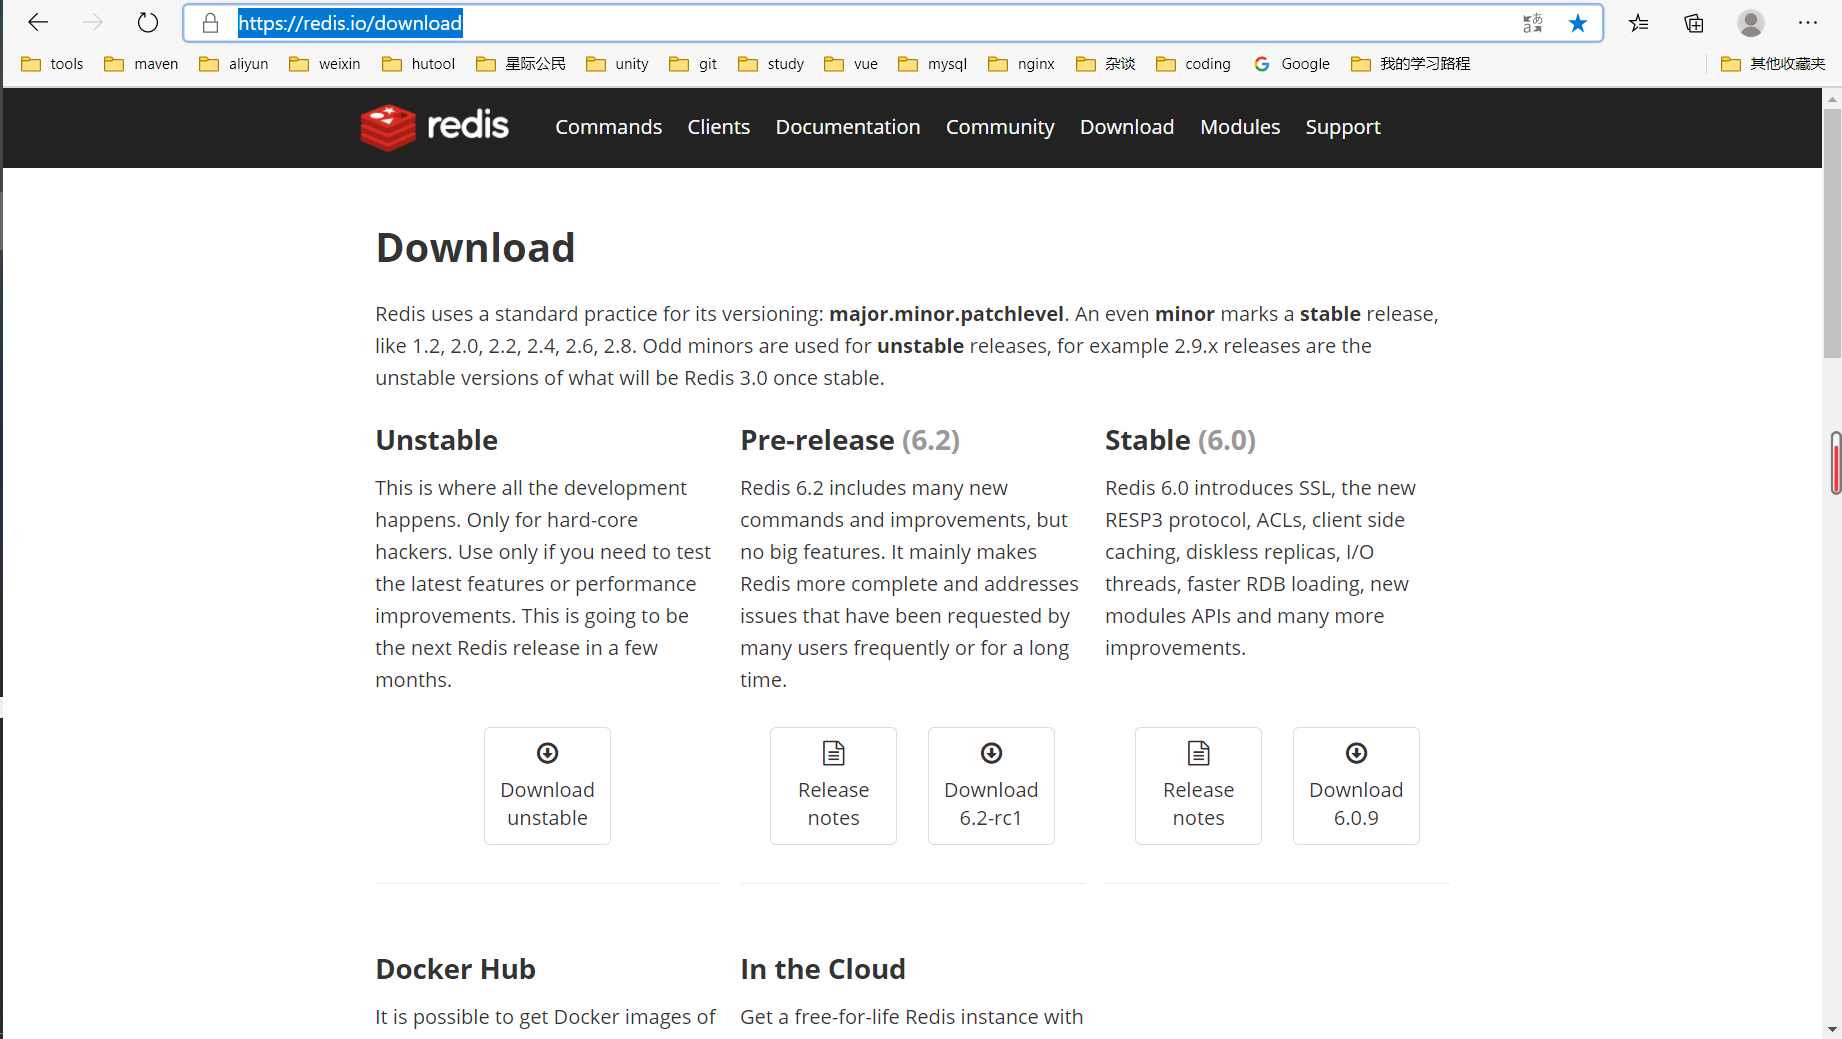 https://redis.io/download
tools maven aliyun weixin hutool 星际公民 unity git study vue mysql nginx 杂谈 coding Google 我的学习路程 其他收藏夹
redis Commands Clients Documentation Community Download Modules Support
Download
Redis uses a standard practice for its versioning: major.minor.patchlevel. An even minor marks a stable release,
like 1.2, 2.0, 2.2, 2.4, 2.6, 2.8. Odd minors are used for unstable releases, for example 2.9.x releases are the
unstable versions of what will be Redis 3.0 once stable.
Unstable
This is where all the development
happens. Only for hard-core
hackers. Use only if you need to test
the latest features or performance
improvements. This is going to be
the next Redis release in a few
months.
Download
unstable
Pre-release (6.2)
Redis 6.2 includes many new
commands and improvements, but
no big features. It mainly makes
Redis more complete and addresses
issues that have been requested by
many users frequently or for a long
time.
Release
notes
Download
6.2-rc1
Stable (6.0)
Redis 6.0 introduces SSL, the new
RESP3 protocol, ACLs, client side
caching, diskless replicas, I/O
threads, faster RDB loading, new
modules APIs and many more
improvements.
Release
notes
Download
6.0.9
Docker Hub
It is possible to get Docker images of
In the Cloud
Get a free-for-life Redis instance with